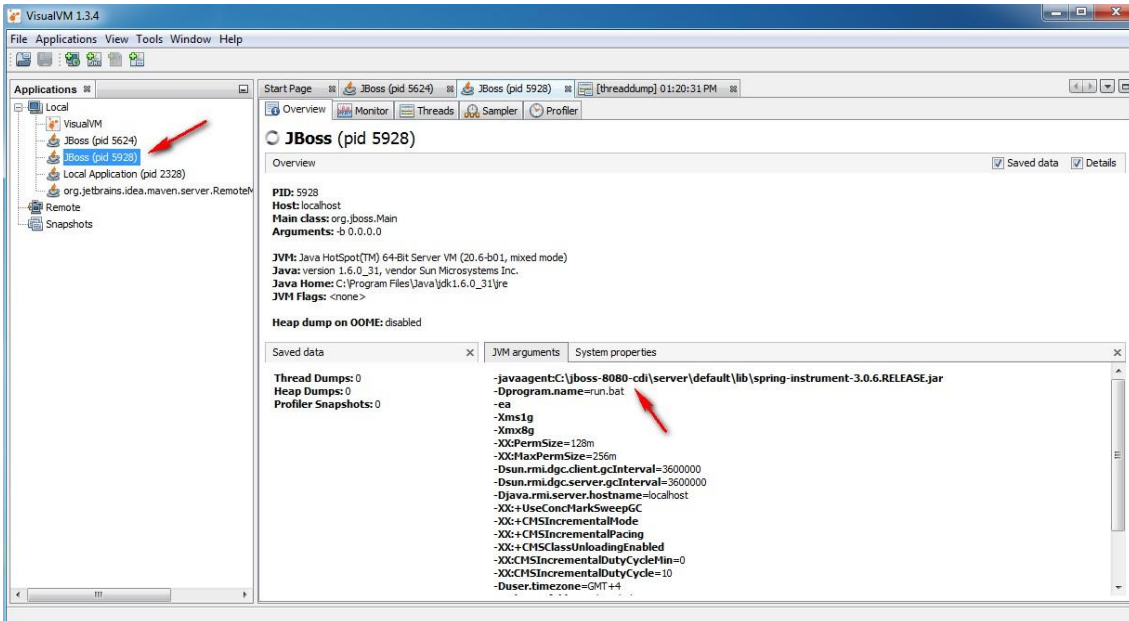 VisualVM 1.3.4
File Applications View Tools Window Help
Applications
Local
VisualVM
JBoss (pid 5624)
JBoss (pid 5928)
Local Application (pid 2328)
org.jetbrains.idea.maven.server.RemoteM
Remote
Snapshots
Start Page JBoss (pid 5624) JBoss (pid 5928) [threaddump] 01:20:31 PM
Overview Monitor Threads Sampler Profiler
JBoss (pid 5928)
Overview Saved data Details
PID: 5928
Host: localhost
Main class: org.jboss.Main
Arguments: -b 0.0.0.0
JVM: Java HotSpot(TM) 64-Bit Server VM (20.6-b01, mixed mode)
Java: version 1.6.0_31, vendor Sun Microsystems Inc.
Java Home: C:\Program Files\Java\jdk1.6.0_31\jre
JVM Flags: <none>
Heap dump on OOME: disabled
Saved data
Thread Dumps: 0
Heap Dumps: 0
Profiler Snapshots: 0
JVM arguments System properties
-javaagent:C:\jboss-8080-cdi\server\default\lib\spring-instrument-3.0.6.RELEASE.jar
-Dprogram.name=run.bat
-ea
-Xms1g
-Xmx8g
-XX:PermSize=128m
-XX:MaxPermSize=256m
-Dsun.rmi.dgc.client.gcInterval=3600000
-Dsun.rmi.dgc.server.gcInterval=3600000
-Djava.rmi.server.hostname=localhost
-XX:+UseConcMarkSweepGC
-XX:+CMSIncrementalMode
-XX:+CMSIncrementalPacing
-XX:+CMSClassUnloadingEnabled
-XX:CMSIncrementalDutyCycleMin=0
-XX:CMSIncrementalDutyCycle=10
-Duser.timezone=GMT+4